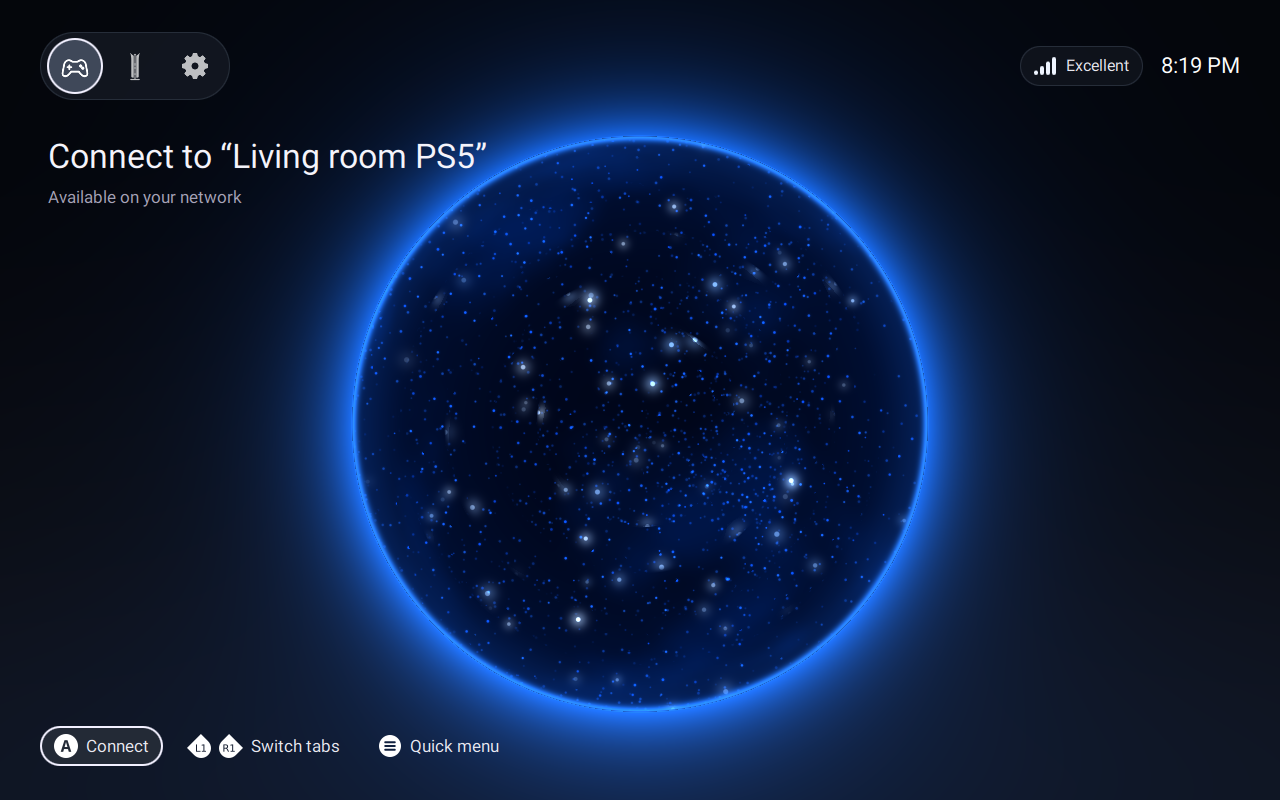 Excellent
8:19 PM
Connect to “Living room PS5”
Available on your network
A Connect
L1 R1 Switch tabs
Quick menu